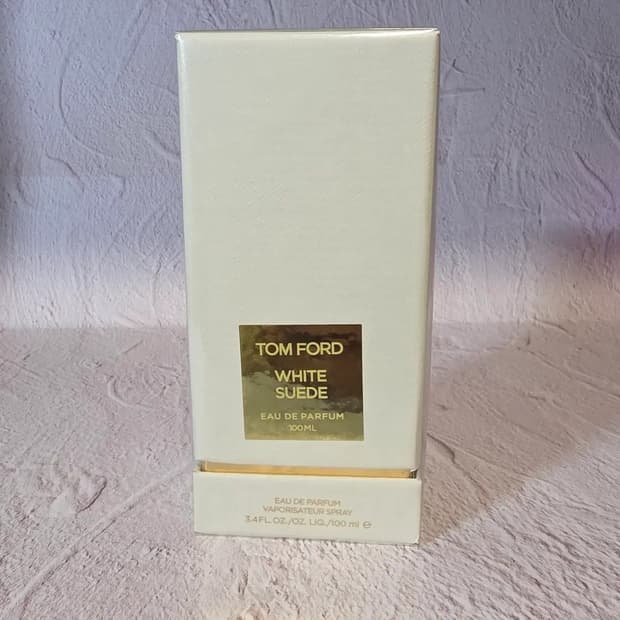 TOM FORD
WHITE
SUEDE
EAU DE PARFUM
100ML
EAU DE PARFUM
VAPORISATEUR SPRAY
3.4FL. OZ./OZ. LIQ./100 ml ℮